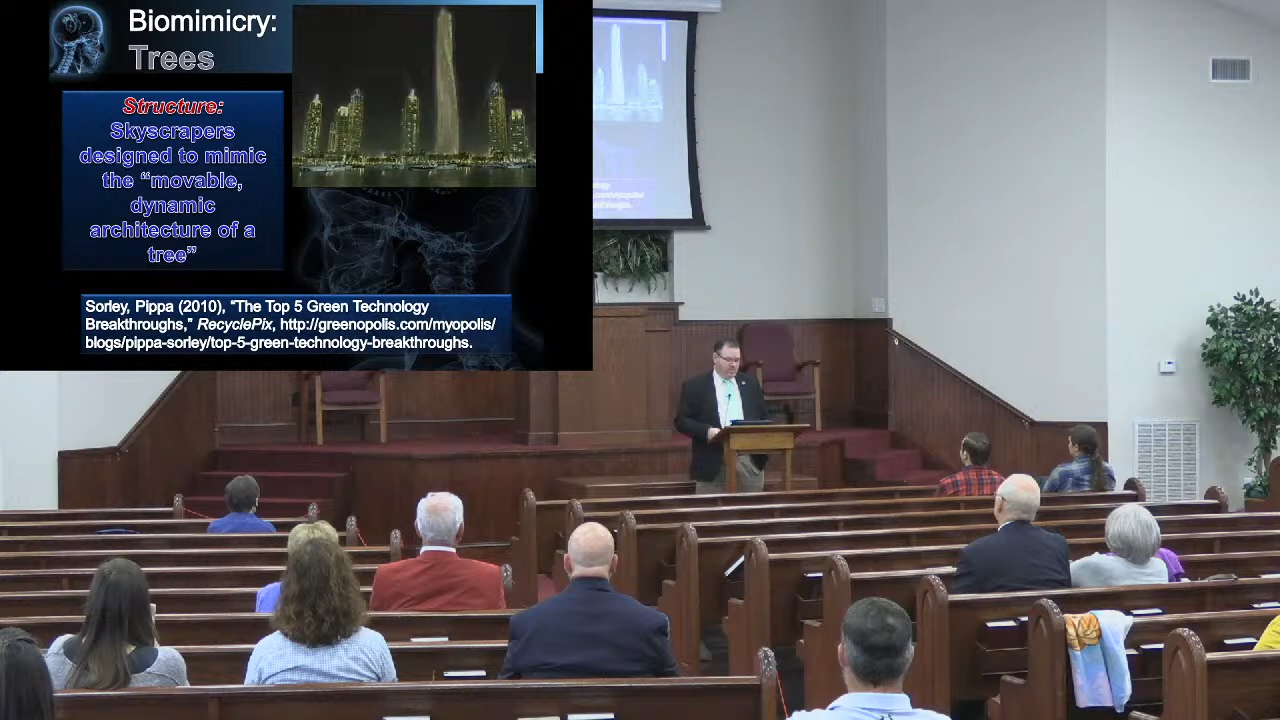 Biomimicry:
Trees
Structure:
Skyscrapers
designed to mimic
the “movable,
dynamic
architecture of a
tree”
Sorley, Pippa (2010), “The Top 5 Green Technology
Breakthroughs,” RecyclePix, http://greenopolis.com/myopolis/
blogs/pippa-sorley/top-5-green-technology-breakthroughs.